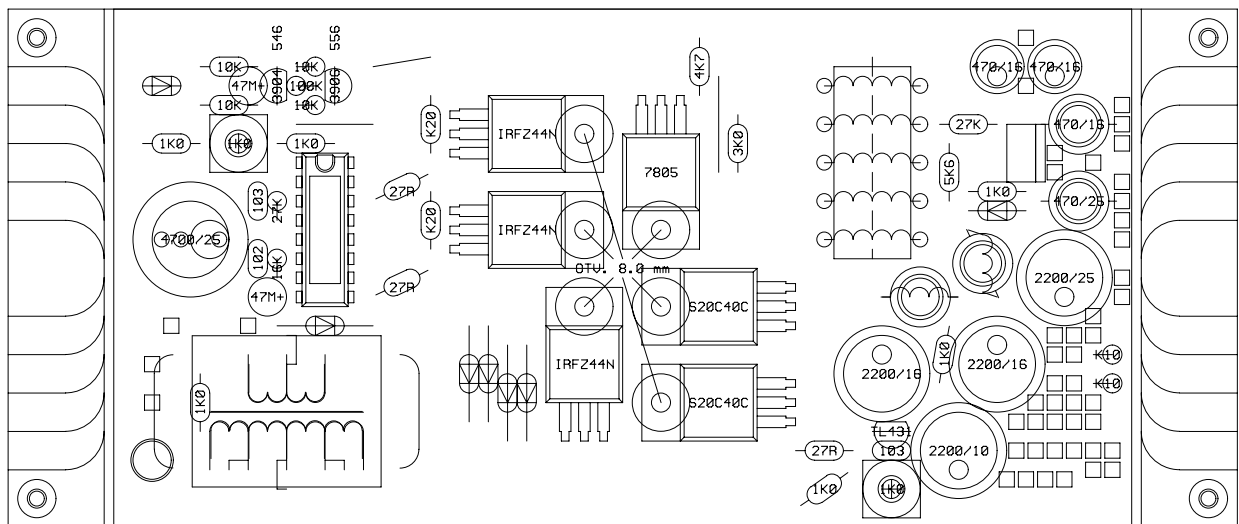 546
556
10K
10K
47M+
3904
100K
3906
10K
10K
1K0
1K0
1K0
K20
IRFZ44N
4K7
7805
3K0
470/16
470/16
27K
470/16
5K6
1K0
470/25
27R
103
27K
K20
IRFZ44N
4700/25
102
16K
OTV. 8.0 mm
27R
47M+
S20C40C
2200/25
IRFZ44N
1K0
2200/16
2200/16
K10
K10
1K0
S20C40C
TL431
27R
103
2200/10
1K0
1K0